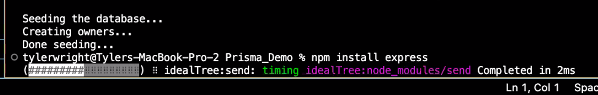 Seeding the database...
Creating owners...
Done seeding...
tylerwright@Tylers-MacBook-Pro-2 Prisma_Demo % npm install express
(##################) ⠏ idealTree:send: timing idealTree:node_modules/send Completed in 2ms
Ln 1, Col 1 Spac